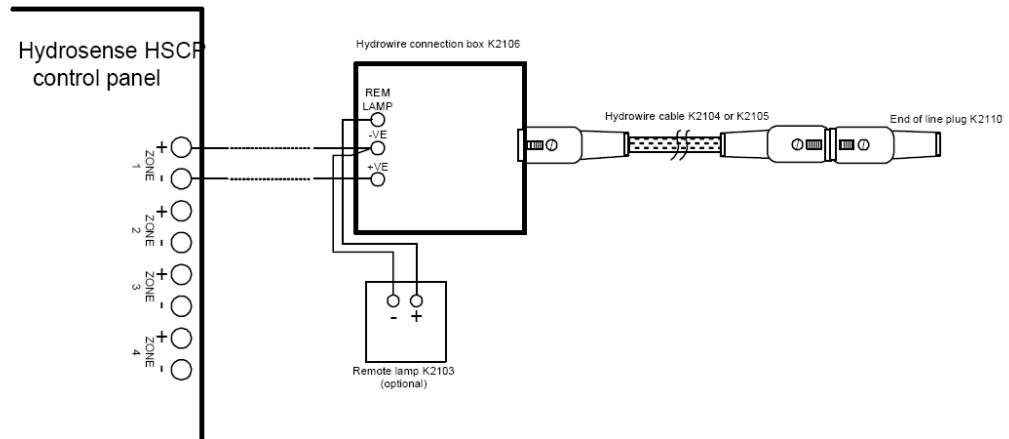 Hydrosense HSCP
control panel
Hydrowire connection box K2106
REM
LAMP
-VE
+VE
Hydrowire cable K2104 or K2105
End of line plug K2110
+
-
ZONE
1
+
-
ZONE
2
+
-
ZONE
3
+
-
ZONE
4
- +
Remote lamp K2103
(optional)